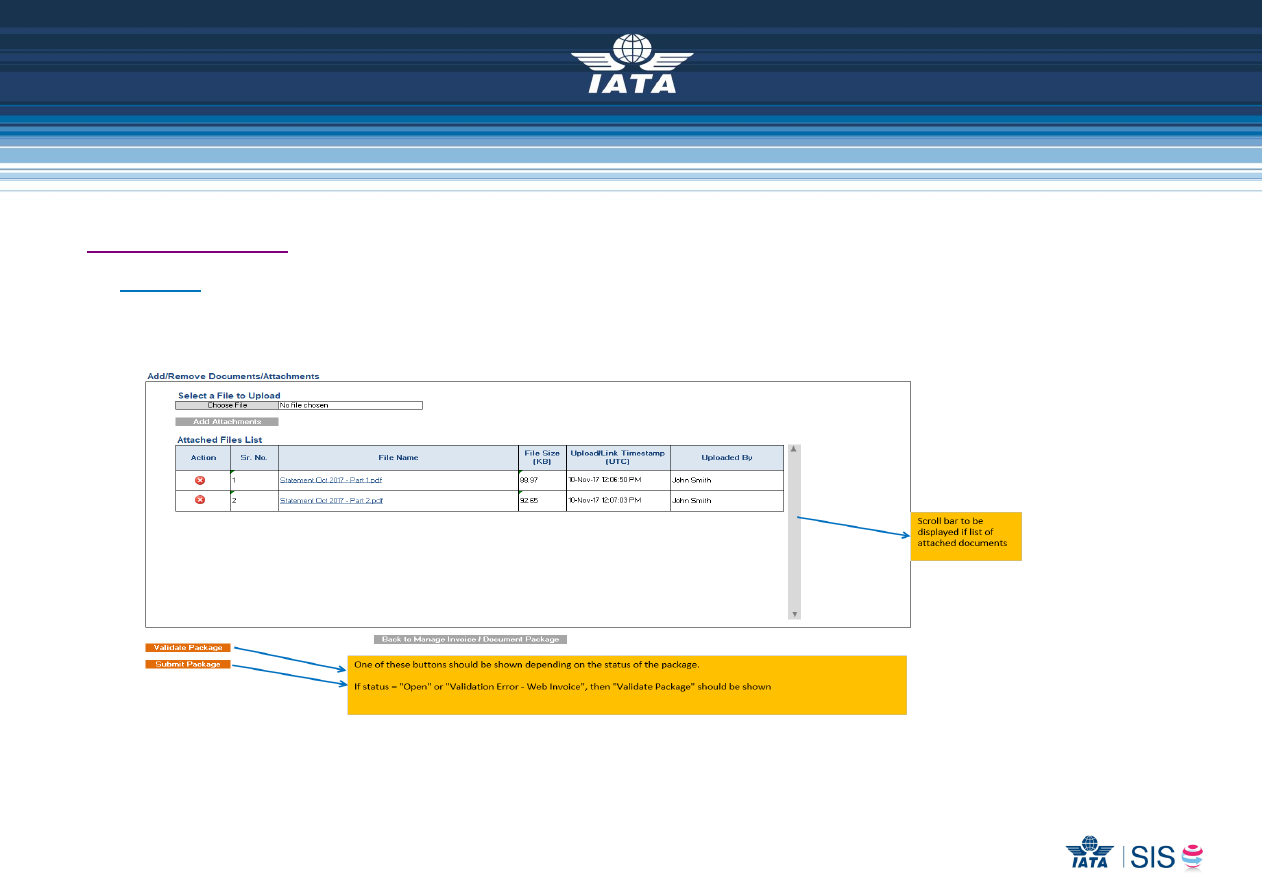 IATA
Add/Remove Documents/Attachments
Select a File to Upload
Choose File No file chosen
Add Attachments
Attached Files List
Action Sr. No. File Name File Size (KB) Upload/Link Timestamp (UTC) Uploaded By
1 Statement Oct 2017 - Part 1.pdf 98.97 10-Nov-17 12:06:50 PM John Smith
2 Statement Oct 2017 - Part 2.pdf 92.65 10-Nov-17 12:07:03 PM John Smith
Scroll bar to be
displayed if list of
attached documents
Back to Manage Invoice / Document Package
Validate Package
Submit Package
One of these buttons should be shown depending on the status of the package.
If status = "Open" or "Validation Error - Web Invoice", then "Validate Package" should be shown
IATA SIS